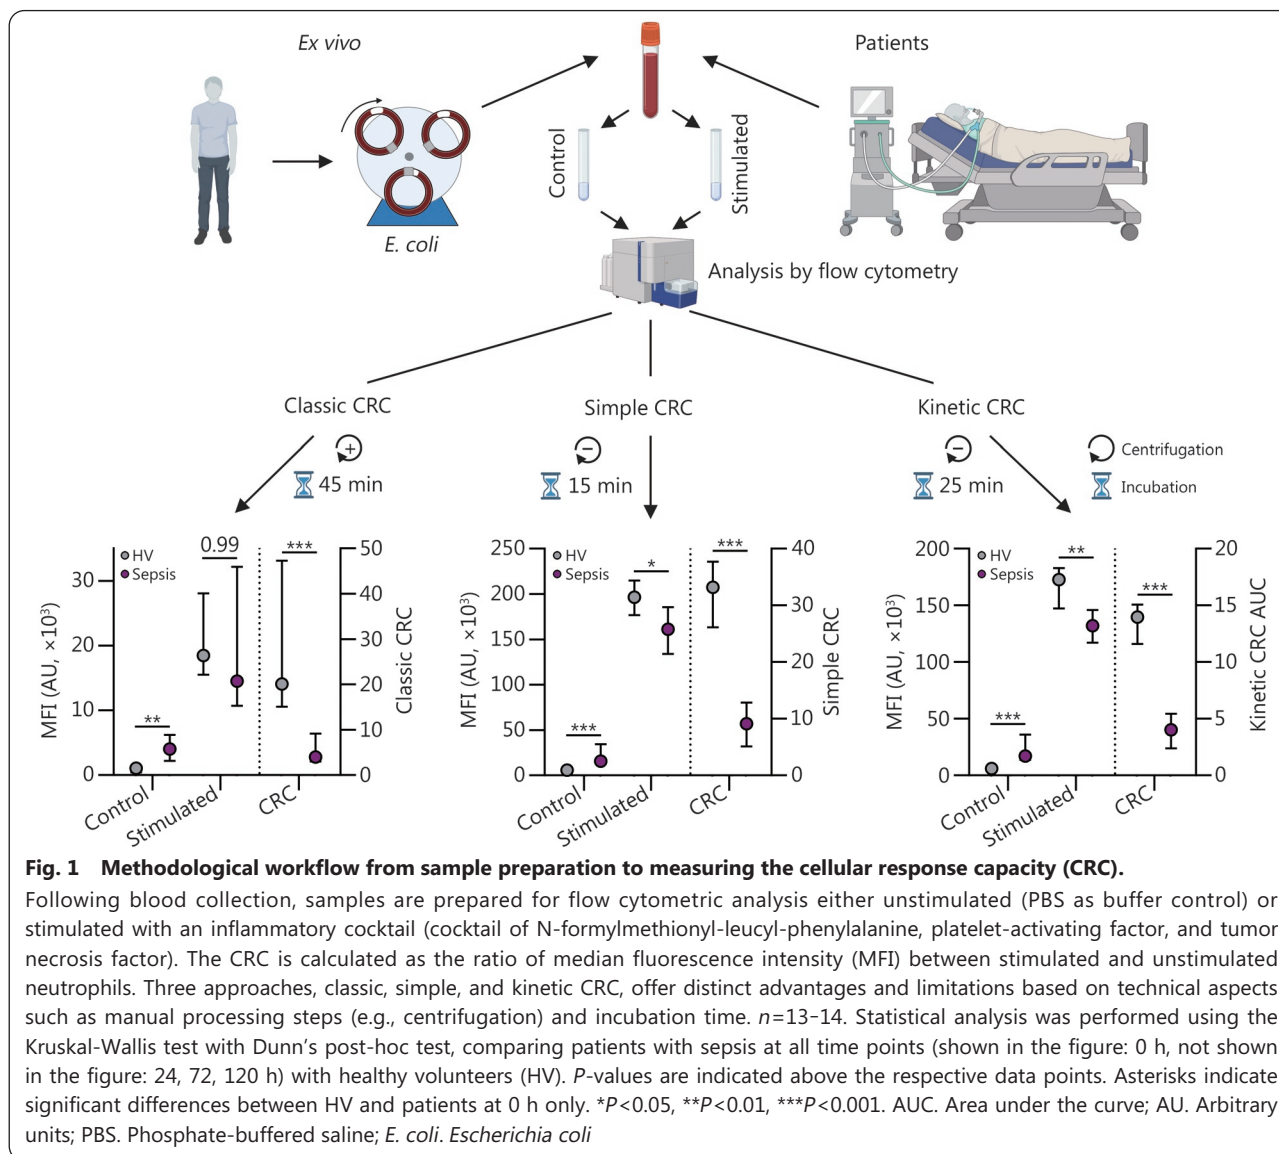 Ex vivo
Patients
Control
Stimulated
E. coli
Analysis by flow cytometry
Classic CRC
Simple CRC
Kinetic CRC
+
−
−
Centrifugation
45 min
15 min
25 min
Incubation
MFI (AU, ×10³)
30
20
10
0
HV
Sepsis
**
0.99
***
50
40
30
20
10
0
Classic CRC
Control
Stimulated
CRC
MFI (AU, ×10³)
250
200
150
100
50
0
HV
Sepsis
***
*
***
40
30
20
10
0
Simple CRC
Control
Stimulated
CRC
MFI (AU, ×10³)
200
150
100
50
0
HV
Sepsis
***
**
***
20
15
10
5
0
Kinetic CRC AUC
Control
Stimulated
CRC
Fig. 1 Methodological workflow from sample preparation to measuring the cellular response capacity (CRC).
Following blood collection, samples are prepared for flow cytometric analysis either unstimulated (PBS as buffer control) or
stimulated with an inflammatory cocktail (cocktail of N-formylmethionyl-leucyl-phenylalanine, platelet-activating factor, and tumor
necrosis factor). The CRC is calculated as the ratio of median fluorescence intensity (MFI) between stimulated and unstimulated
neutrophils. Three approaches, classic, simple, and kinetic CRC, offer distinct advantages and limitations based on technical aspects
such as manual processing steps (e.g., centrifugation) and incubation time. n=13-14. Statistical analysis was performed using the
Kruskal-Wallis test with Dunn's post-hoc test, comparing patients with sepsis at all time points (shown in the figure: 0 h, not shown
in the figure: 24, 72, 120 h) with healthy volunteers (HV). P-values are indicated above the respective data points. Asterisks indicate
significant differences between HV and patients at 0 h only. *P<0.05, **P<0.01, ***P<0.001. AUC. Area under the curve; AU. Arbitrary
units; PBS. Phosphate-buffered saline; E. coli. Escherichia coli